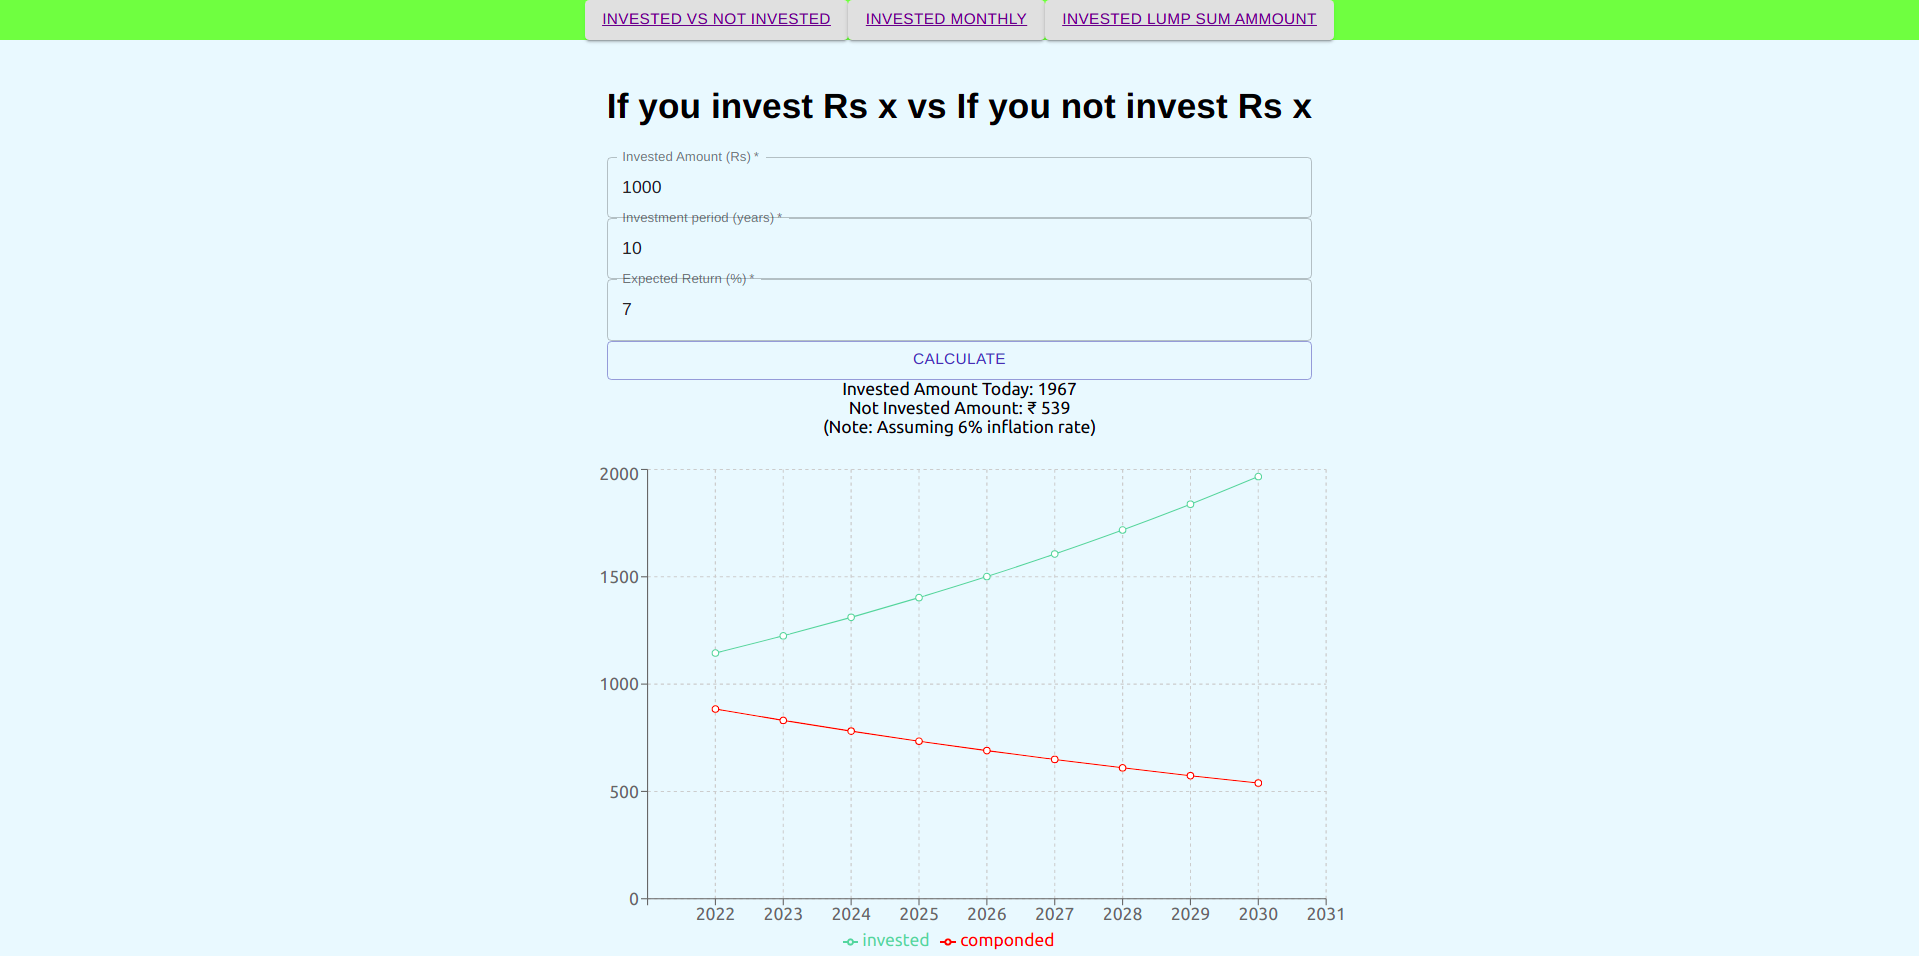 INVESTED VS NOT INVESTED INVESTED MONTHLY INVESTED LUMP SUM AMMOUNT
If you invest Rs x vs If you not invest Rs x
Invested Amount (Rs) *
1000
Investment period (years) *
10
Expected Return (%) *
7
CALCULATE
Invested Amount Today: 1967
Not Invested Amount: ₹ 539
(Note: Assuming 6% inflation rate)
2000
1500
1000
500
0
2022 2023 2024 2025 2026 2027 2028 2029 2030 2031
invested componded